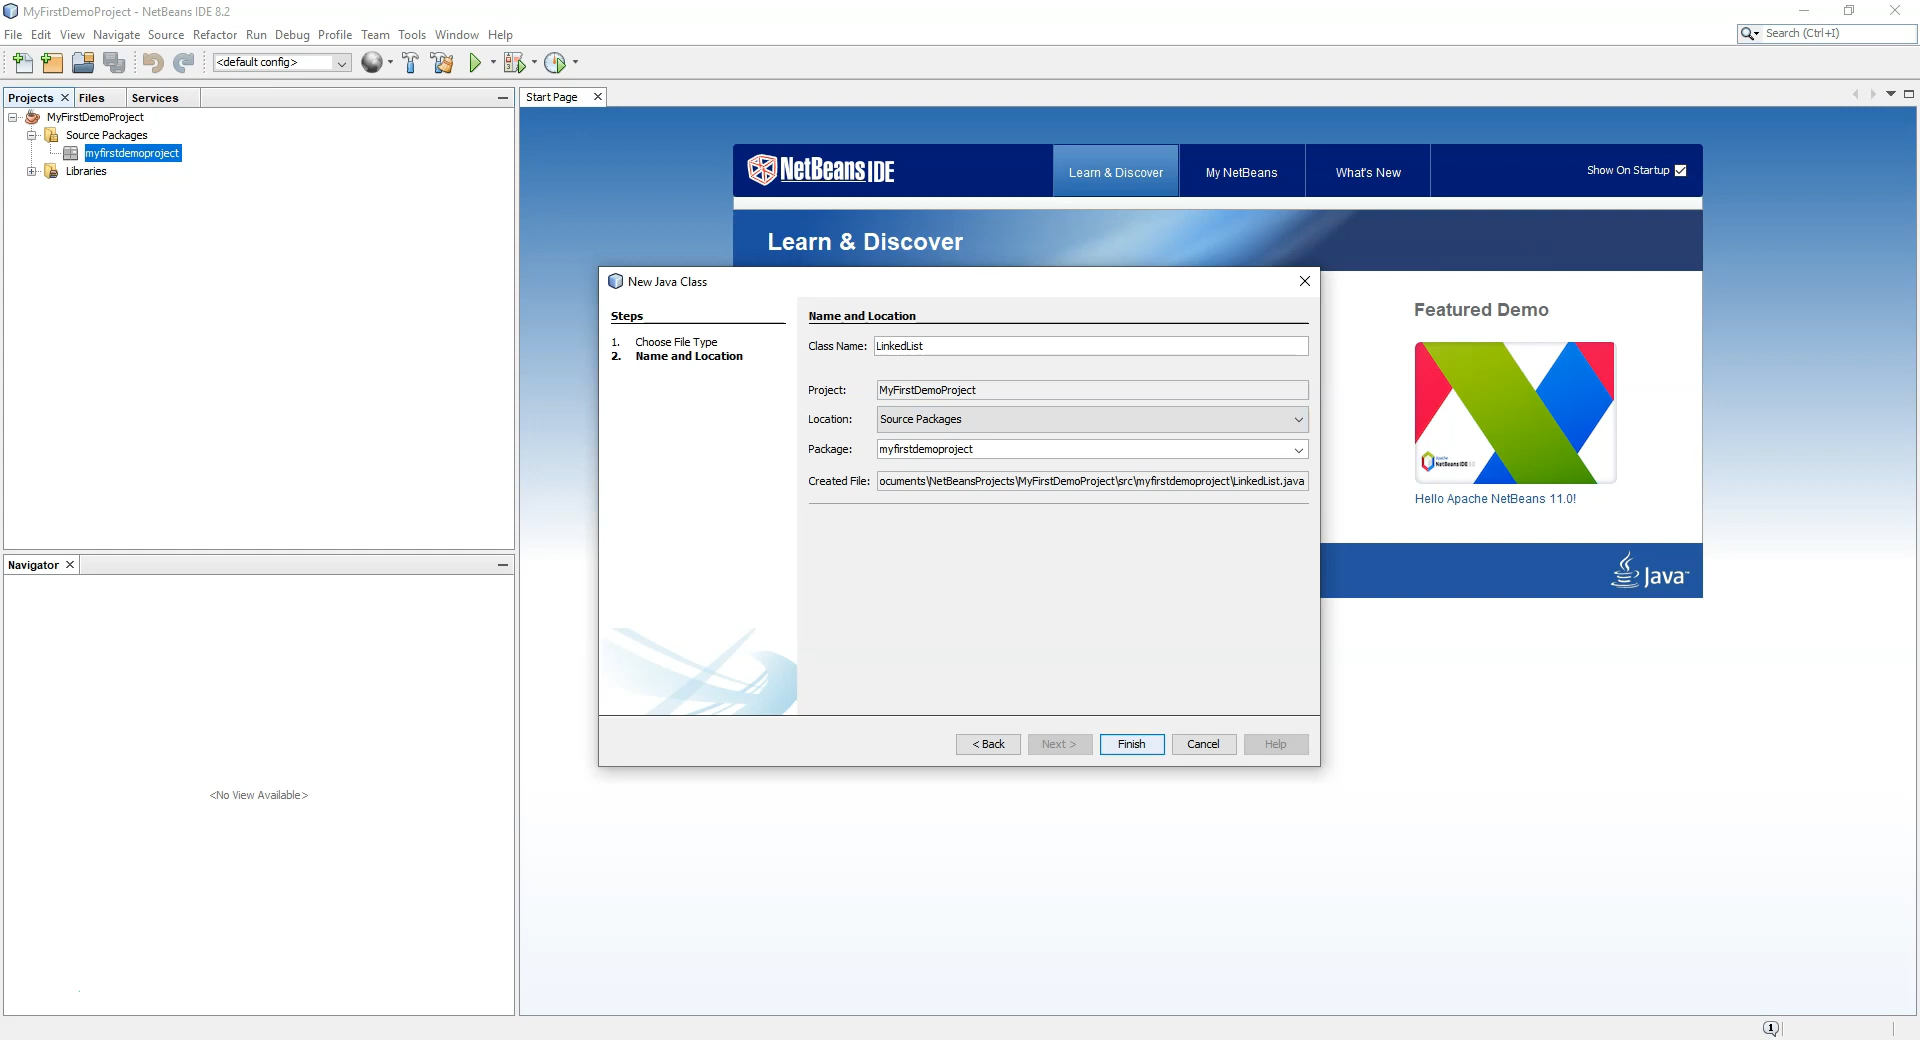 MyFirstDemoProject - NetBeans IDE 8.2
File Edit View Navigate Source Refactor Run Debug Profile Team Tools Window Help
Search (Ctrl+I)
<default config>
Projects Files Services
Start Page
MyFirstDemoProject
Source Packages
myfirstdemoproject
Libraries
NetBeans IDE
Learn & Discover My NetBeans What's New
Show On Startup
Learn & Discover
New Java Class
Steps
1. Choose File Type
2. Name and Location
Name and Location
Class Name: LinkedList
Project: MyFirstDemoProject
Location: Source Packages
Package: myfirstdemoproject
Created File: ocuments\NetBeansProjects\MyFirstDemoProject\src\myfirstdemoproject\LinkedList.java
< Back Next > Finish Cancel Help
Featured Demo
NetBeans IDE
Hello Apache NetBeans 11.0!
Java™
Navigator
<No View Available>
1